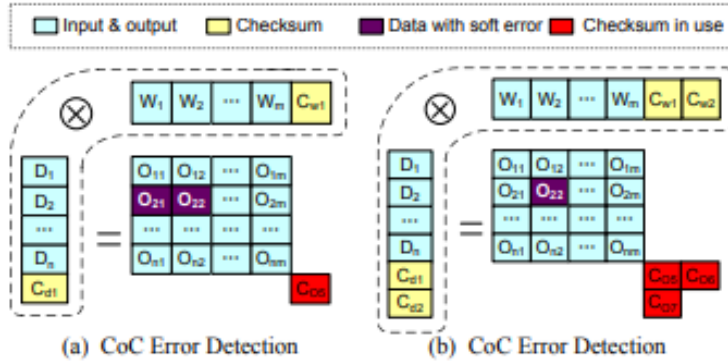 Input & output Checksum Data with soft error Checksum in use
W1 W2 ... Wm Cw1
D1
D2
...
Dn
Cd1
=
O11 O12 ... O1m
O21 O22 ... O2m
... ... ... ...
On1 On2 ... Onm
CO5
(a) CoC Error Detection
W1 W2 ... Wm Cw1 Cw2
D1
D2
...
Dn
Cd1
Cd2
=
O11 O12 ... O1m
O21 O22 ... O2m
... ... ... ...
On1 On2 ... Onm
CO5 CO6
CO7
(b) CoC Error Detection